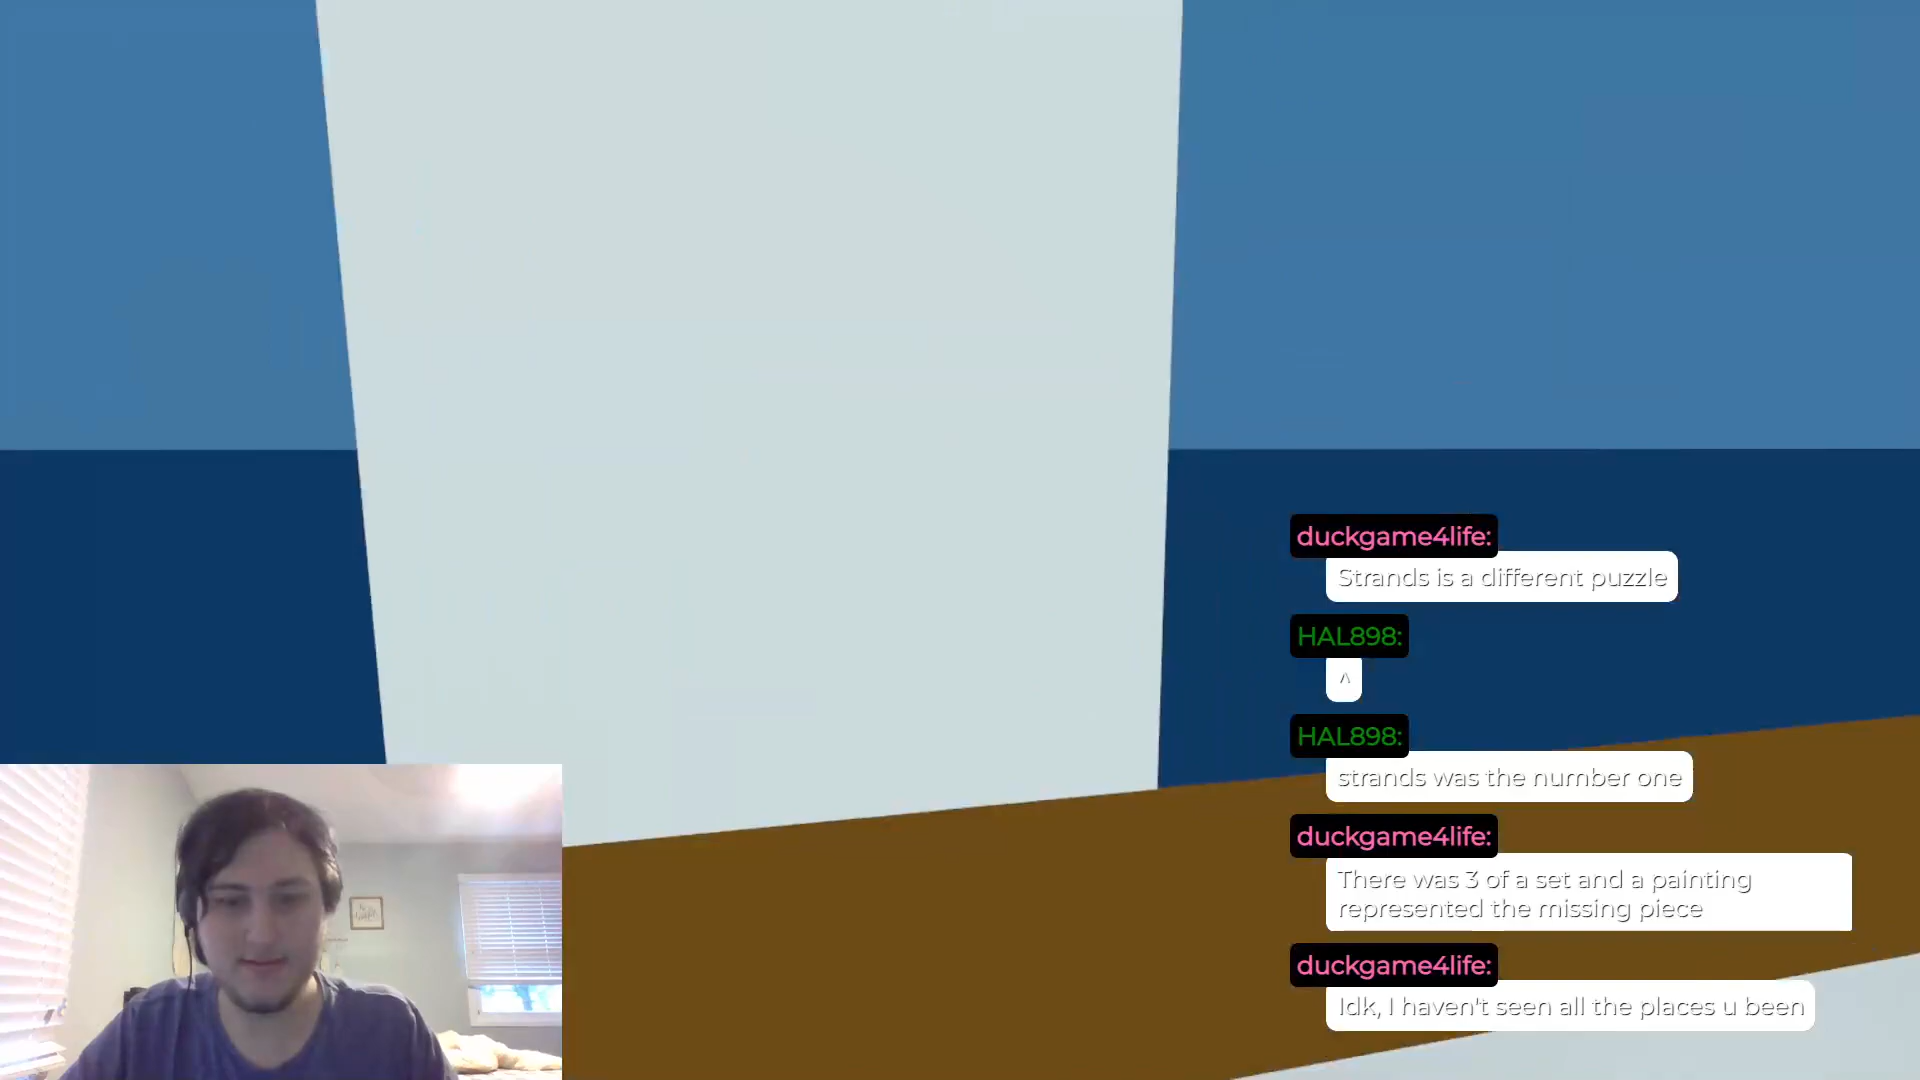 duckgame4life:
Strands is a different puzzle
HAL898:
^
HAL898:
strands was the number one
duckgame4life:
There was 3 of a set and a painting
represented the missing piece
duckgame4life:
Idk, I haven't seen all the places u been